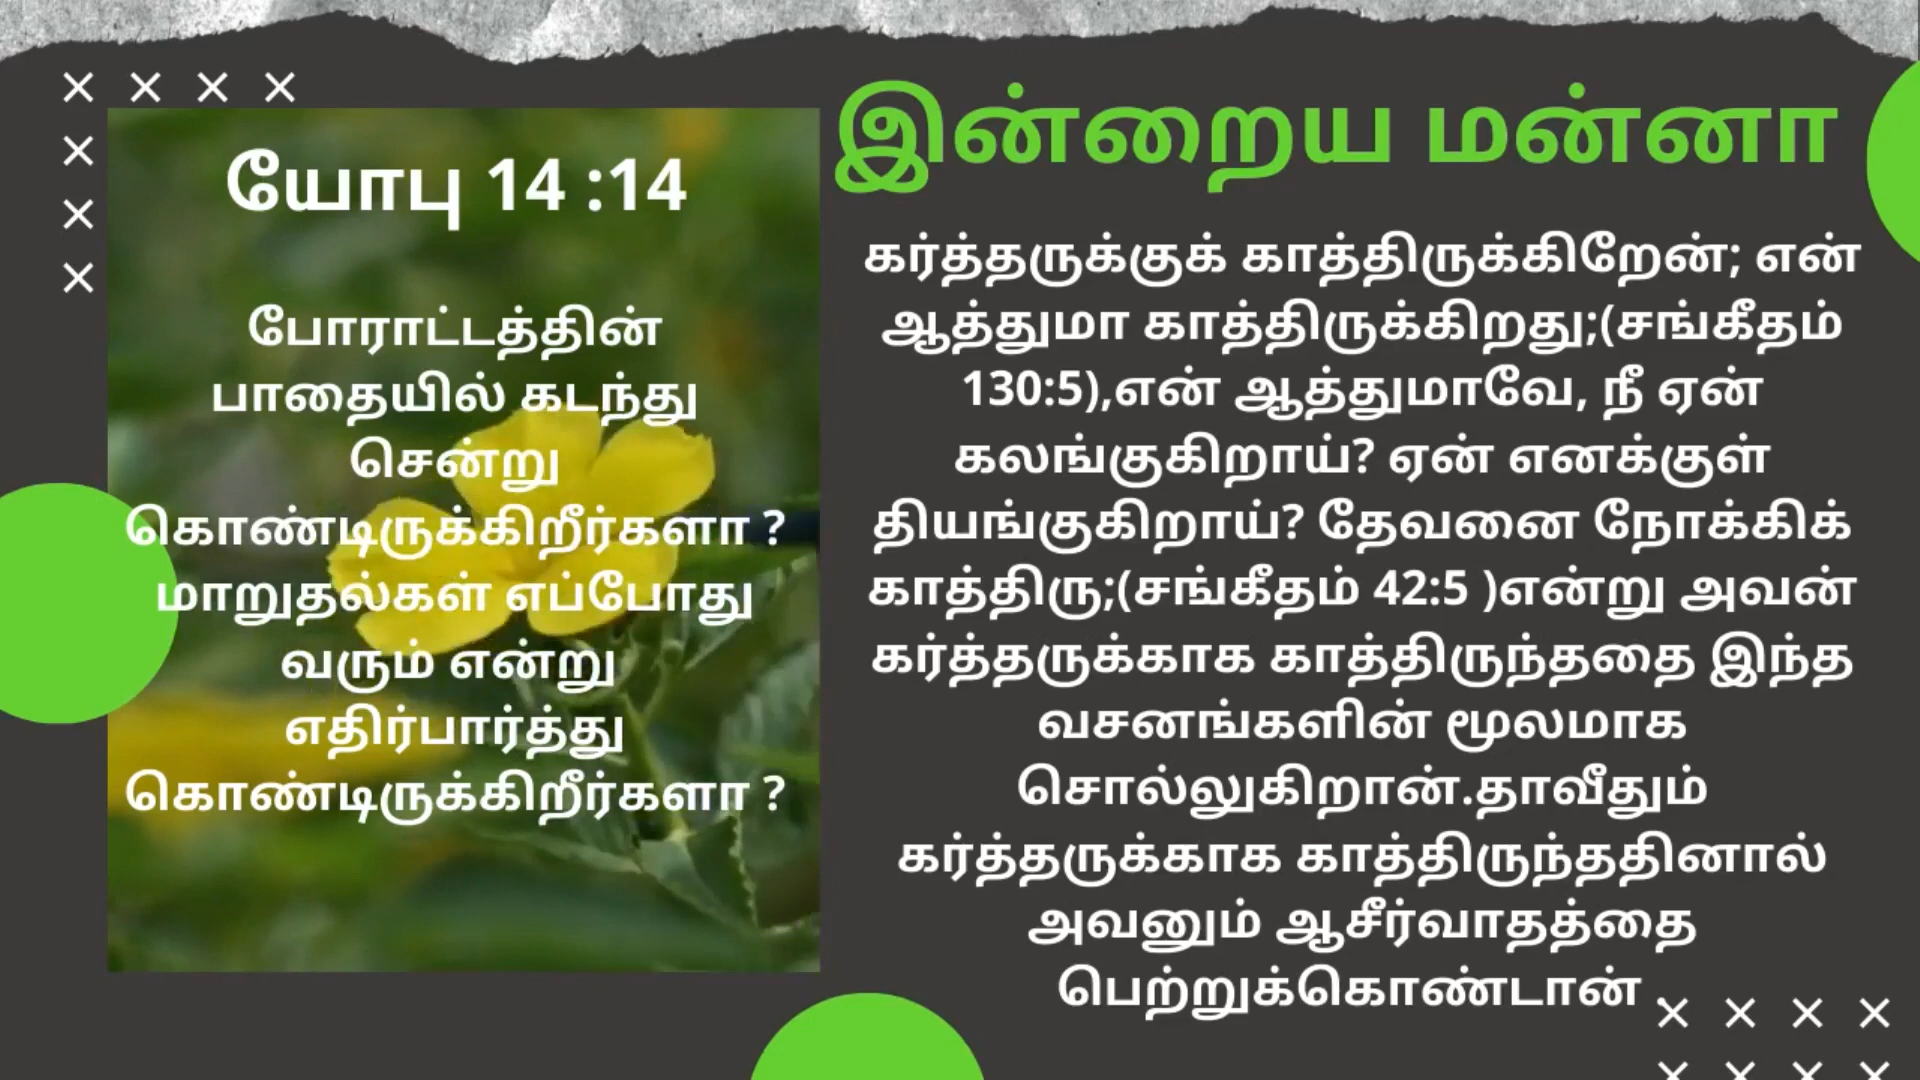 இன்றைய மன்னா
யோபு 14 :14
போராட்டத்தின்
பாதையில் கடந்து
சென்று
கொண்டிருக்கிறீர்களா ?
மாறுதல்கள் எப்போது
வரும் என்று
எதிர்பார்த்து
கொண்டிருக்கிறீர்களா ?
கர்த்தருக்குக் காத்திருக்கிறேன்; என்
ஆத்துமா காத்திருக்கிறது;(சங்கீதம்
130:5),என் ஆத்துமாவே, நீ ஏன்
கலங்குகிறாய்? ஏன் எனக்குள்
தியங்குகிறாய்? தேவனை நோக்கிக்
காத்திரு;(சங்கீதம் 42:5 )என்று அவன்
கர்த்தருக்காக காத்திருந்ததை இந்த
வசனங்களின் மூலமாக
சொல்லுகிறான்.தாவீதும்
கர்த்தருக்காக காத்திருந்ததினால்
அவனும் ஆசீர்வாதத்தை
பெற்றுக்கொண்டான் .